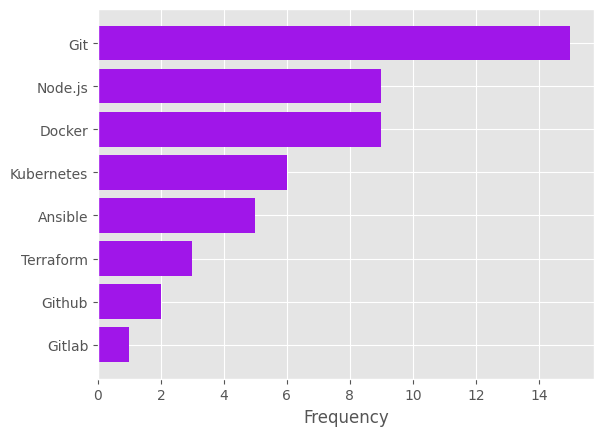 Git
Node.js
Docker
Kubernetes
Ansible
Terraform
Github
Gitlab
0 2 4 6 8 10 12 14
Frequency